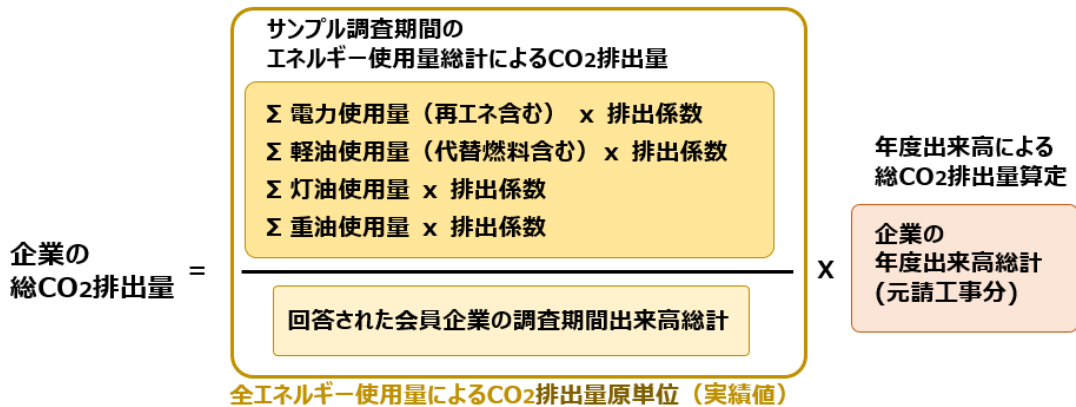 サンプル調査期間の
エネルギー使用量総計によるCO2排出量
Σ 電力使用量（再エネ含む） x 排出係数
Σ 軽油使用量（代替燃料含む）x 排出係数
Σ 灯油使用量 x 排出係数
Σ 重油使用量 x 排出係数
企業の
総CO2排出量
=
回答された会員企業の調査期間出来高総計
全エネルギー使用量によるCO2排出量原単位（実績値）
X
年度出来高による
総CO2排出量算定
企業の
年度出来高総計
(元請工事分)